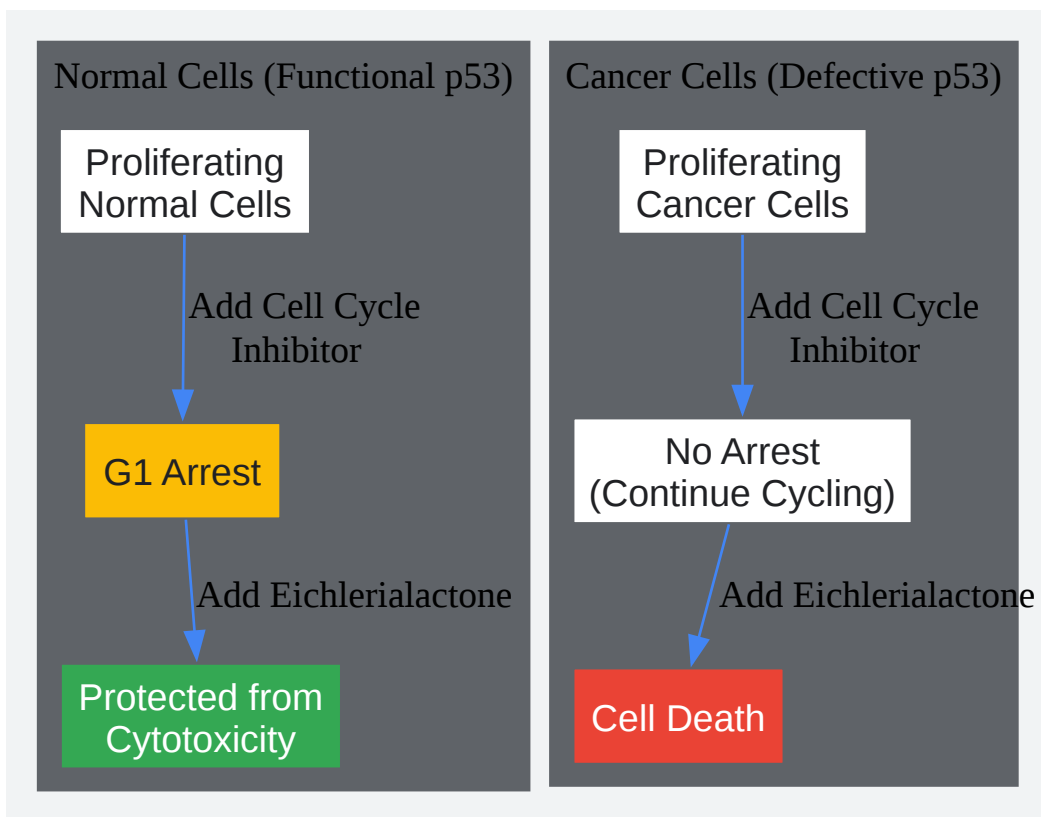 Normal Cells (Functional p53)
Proliferating
Normal Cells
Add Cell Cycle
Inhibitor
G1 Arrest
Add Eichlerialactone
Protected from
Cytotoxicity
Cancer Cells (Defective p53)
Proliferating
Cancer Cells
Add Cell Cycle
Inhibitor
No Arrest
(Continue Cycling)
Add Eichlerialactone
Cell Death